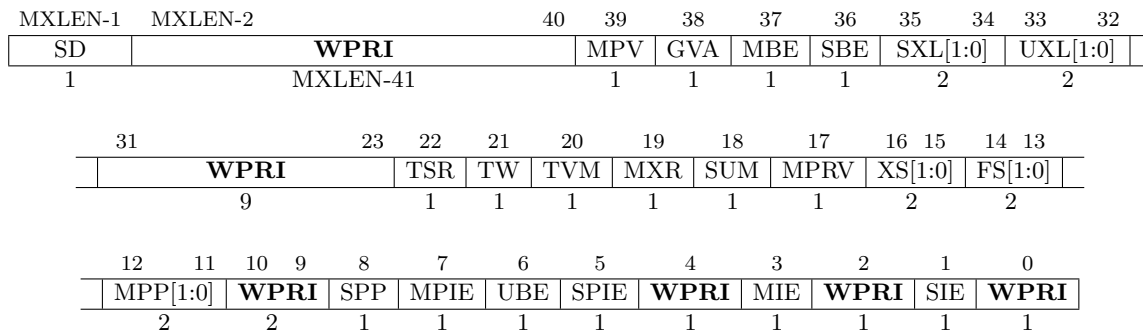 MXLEN-1 MXLEN-2 40 39 38 37 36 35 34 33 32
SD WPRI MPV GVA MBE SBE SXL[1:0] UXL[1:0]
1 MXLEN-41 1 1 1 1 2 2
31 23 22 21 20 19 18 17 16 15 14 13
WPRI TSR TW TVM MXR SUM MPRV XS[1:0] FS[1:0]
9 1 1 1 1 1 1 2 2
12 11 10 9 8 7 6 5 4 3 2 1 0
MPP[1:0] WPRI SPP MPIE UBE SPIE WPRI MIE WPRI SIE WPRI
2 2 1 1 1 1 1 1 1 1 1